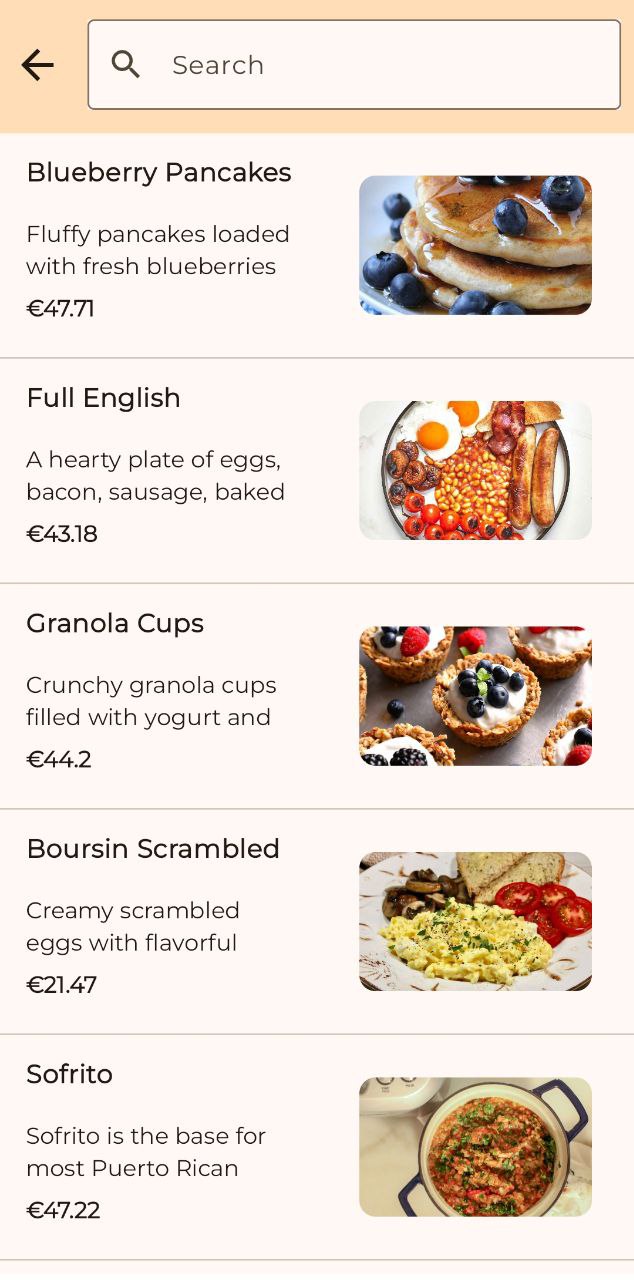 Search
Blueberry Pancakes
Fluffy pancakes loaded
with fresh blueberries
€47.71
Full English
A hearty plate of eggs,
bacon, sausage, baked
€43.18
Granola Cups
Crunchy granola cups
filled with yogurt and
€44.2
Boursin Scrambled
Creamy scrambled
eggs with flavorful
€21.47
Sofrito
Sofrito is the base for
most Puerto Rican
€47.22